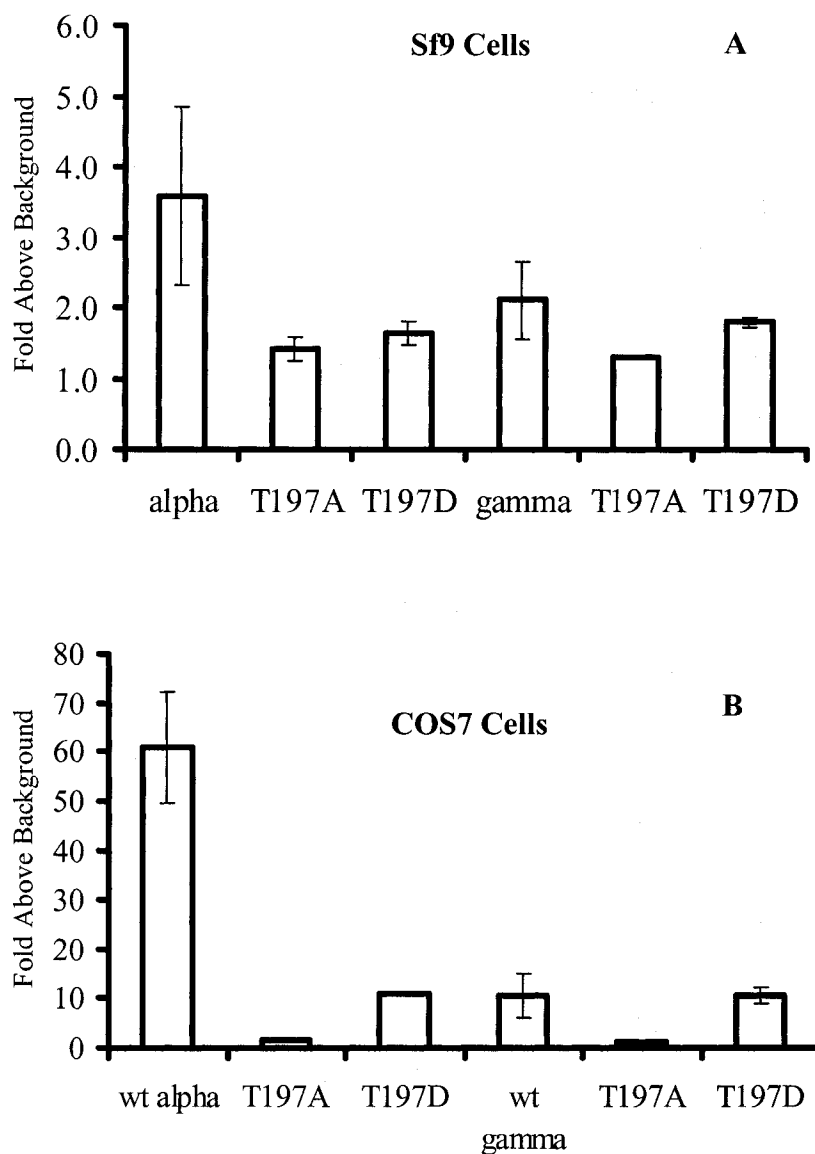 Sf9 Cells A
Fold Above Background
6.0
5.0
4.0
3.0
2.0
1.0
0.0
alpha T197A T197D gamma T197A T197D
COS7 Cells B
Fold Above Background
80
70
60
50
40
30
20
10
0
wt alpha T197A T197D wt T197A T197D
gamma